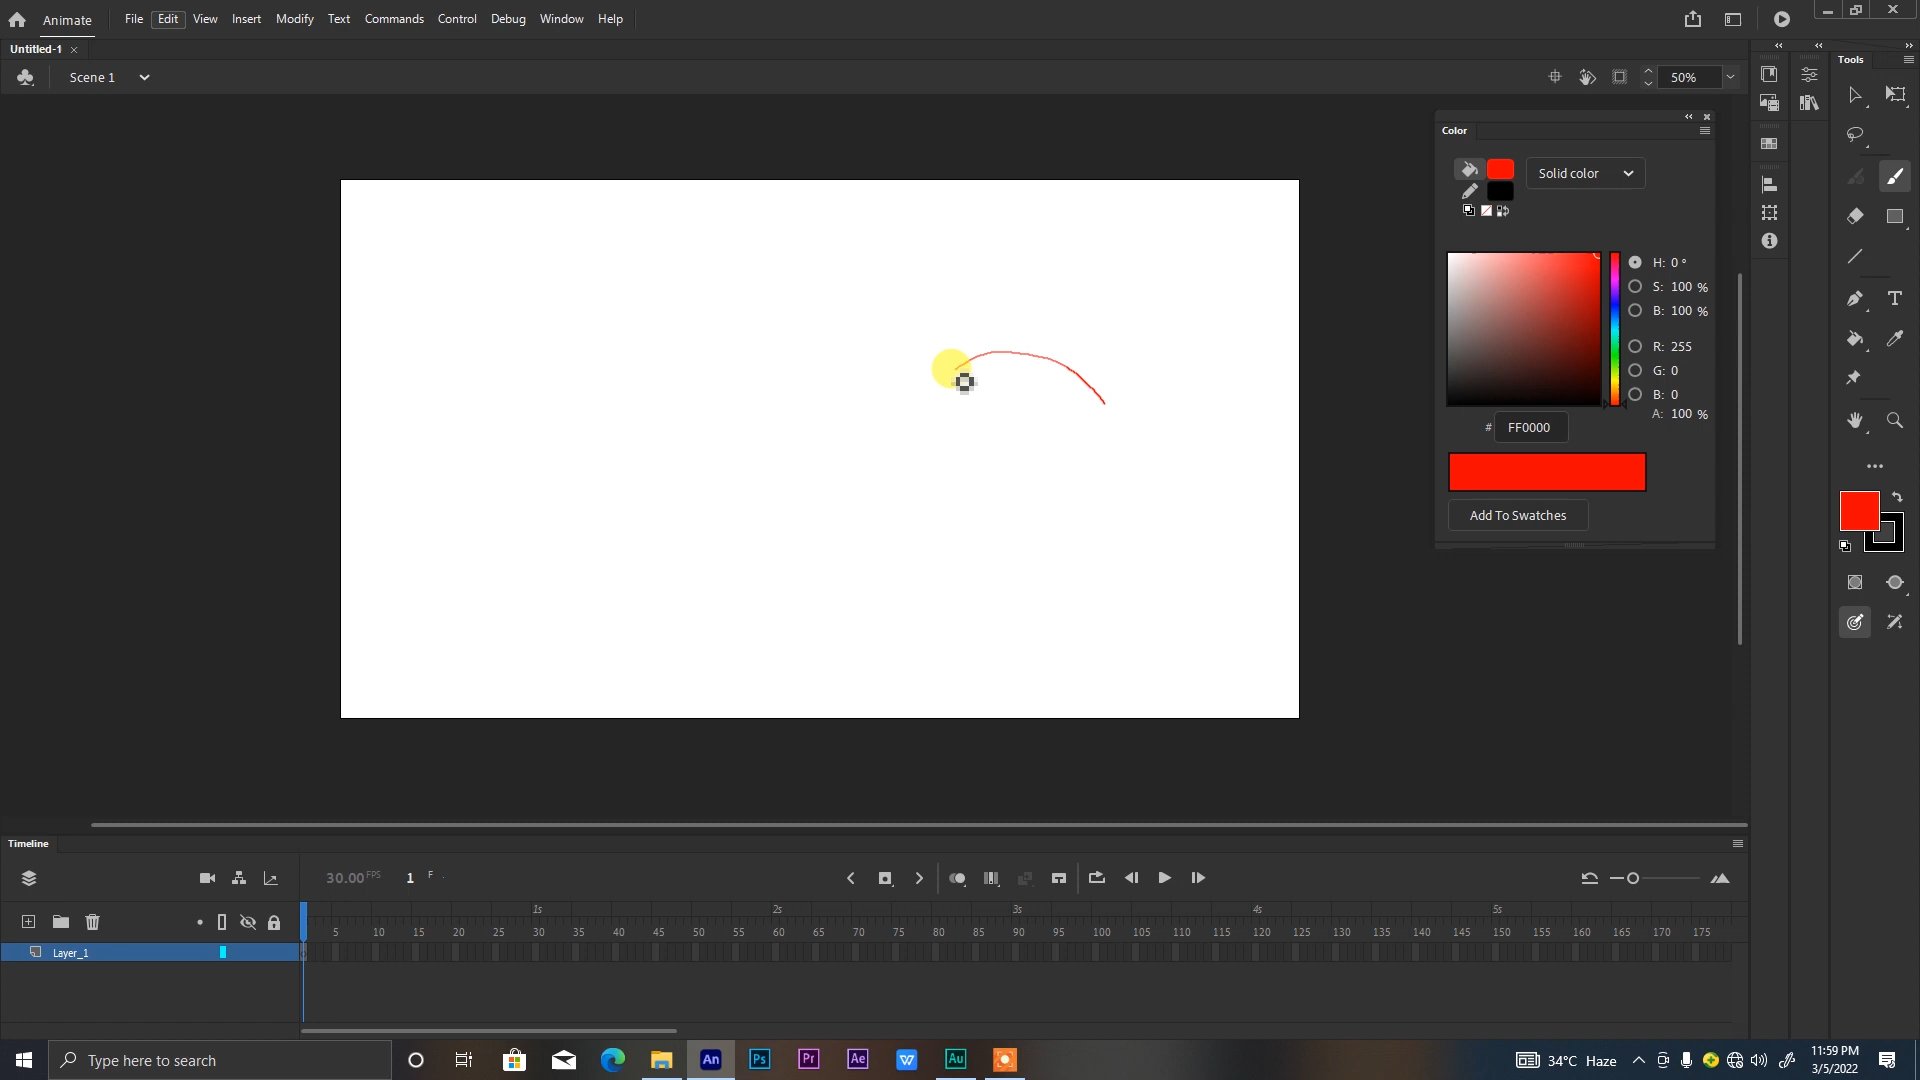 Animate File Edit View Insert Modify Text Commands Control Debug Window Help
Untitled-1
Scene 1
50%
Tools
Color
Solid color
H: 0 °
S: 100 %
B: 100 %
R: 255
G: 0
B: 0
A: 100 %
# FF0000
Add To Swatches
Timeline
30.00 FPS 1 F
1s 2s 3s 4s 5s
5 10 15 20 25 30 35 40 45 50 55 60 65 70 75 80 85 90 95 100 105 110 115 120 125 130 135 140 145 150 155 160 165 170 175
Layer_1
Type here to search
An Ps Pr Ae Au
34°C Haze
11:59 PM
3/5/2022